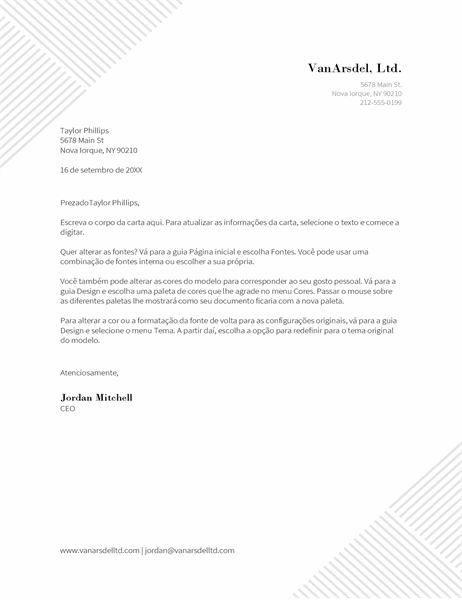 VanArsdel, Ltd.
5678 Main St.
Nova Iorque, NY 90210
212-555-0199
Taylor Phillips
5678 Main St
Nova Iorque, NY 90210
16 de setembro de 20XX
PrezadoTaylor Phillips,
Escreva o corpo da carta aqui. Para atualizar as informações da carta, selecione o texto e comece a
digitar.
Quer alterar as fontes? Vá para a guia Página inicial e escolha Fontes. Você pode usar uma
combinação de fontes interna ou escolher a sua própria.
Você também pode alterar as cores do modelo para corresponder ao seu gosto pessoal. Vá para a
guia Design e escolha uma paleta de cores que lhe agrade no menu Cores. Passar o mouse sobre
as diferentes paletas lhe mostrará como seu documento ficaria com a nova paleta.
Para alterar a cor ou a formatação da fonte de volta para as configurações originais, vá para a guia
Design e selecione o menu Tema. A partir daí, escolha a opção para redefinir para o tema original
do modelo.
Atenciosamente,
Jordan Mitchell
CEO
www.vanarsdelltd.com | jordan@vanarsdelltd.com